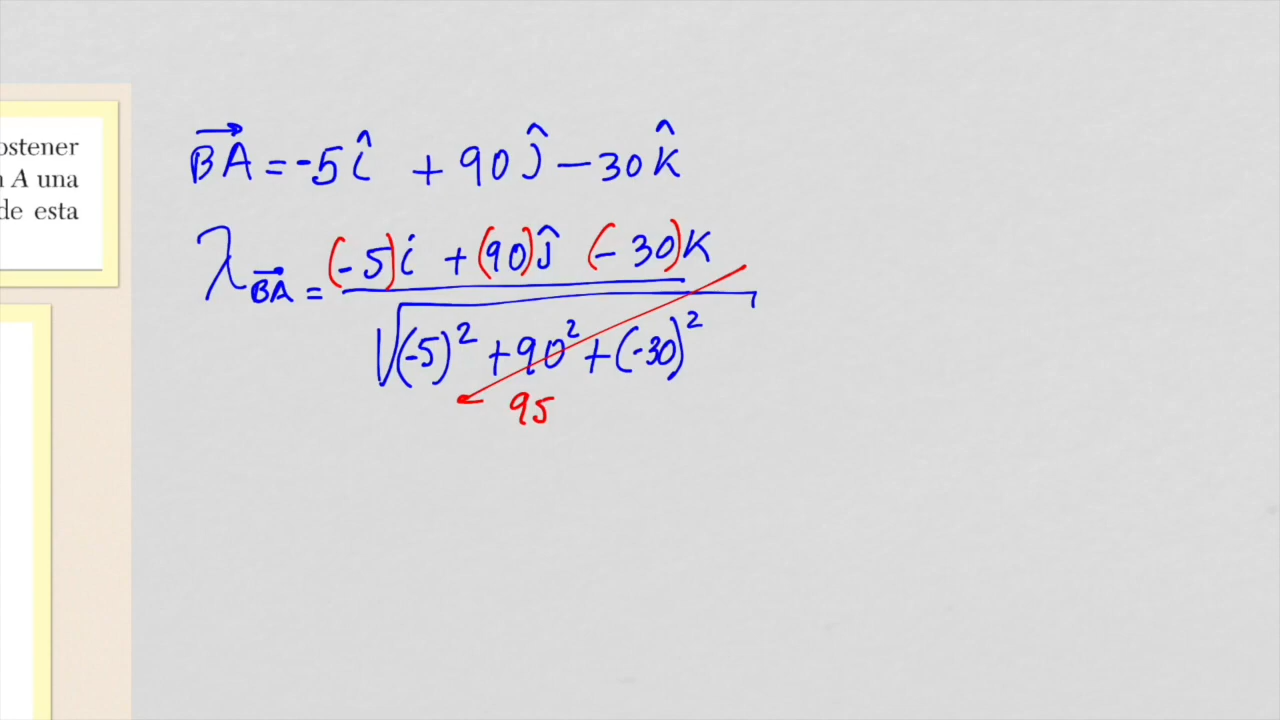 ostener
A una
de esta
BA = -5î + 90ĵ - 30k̂
λBA = (-5)i + (90)ĵ (-30)k
√(-5)² + 90² + (-30)²
95